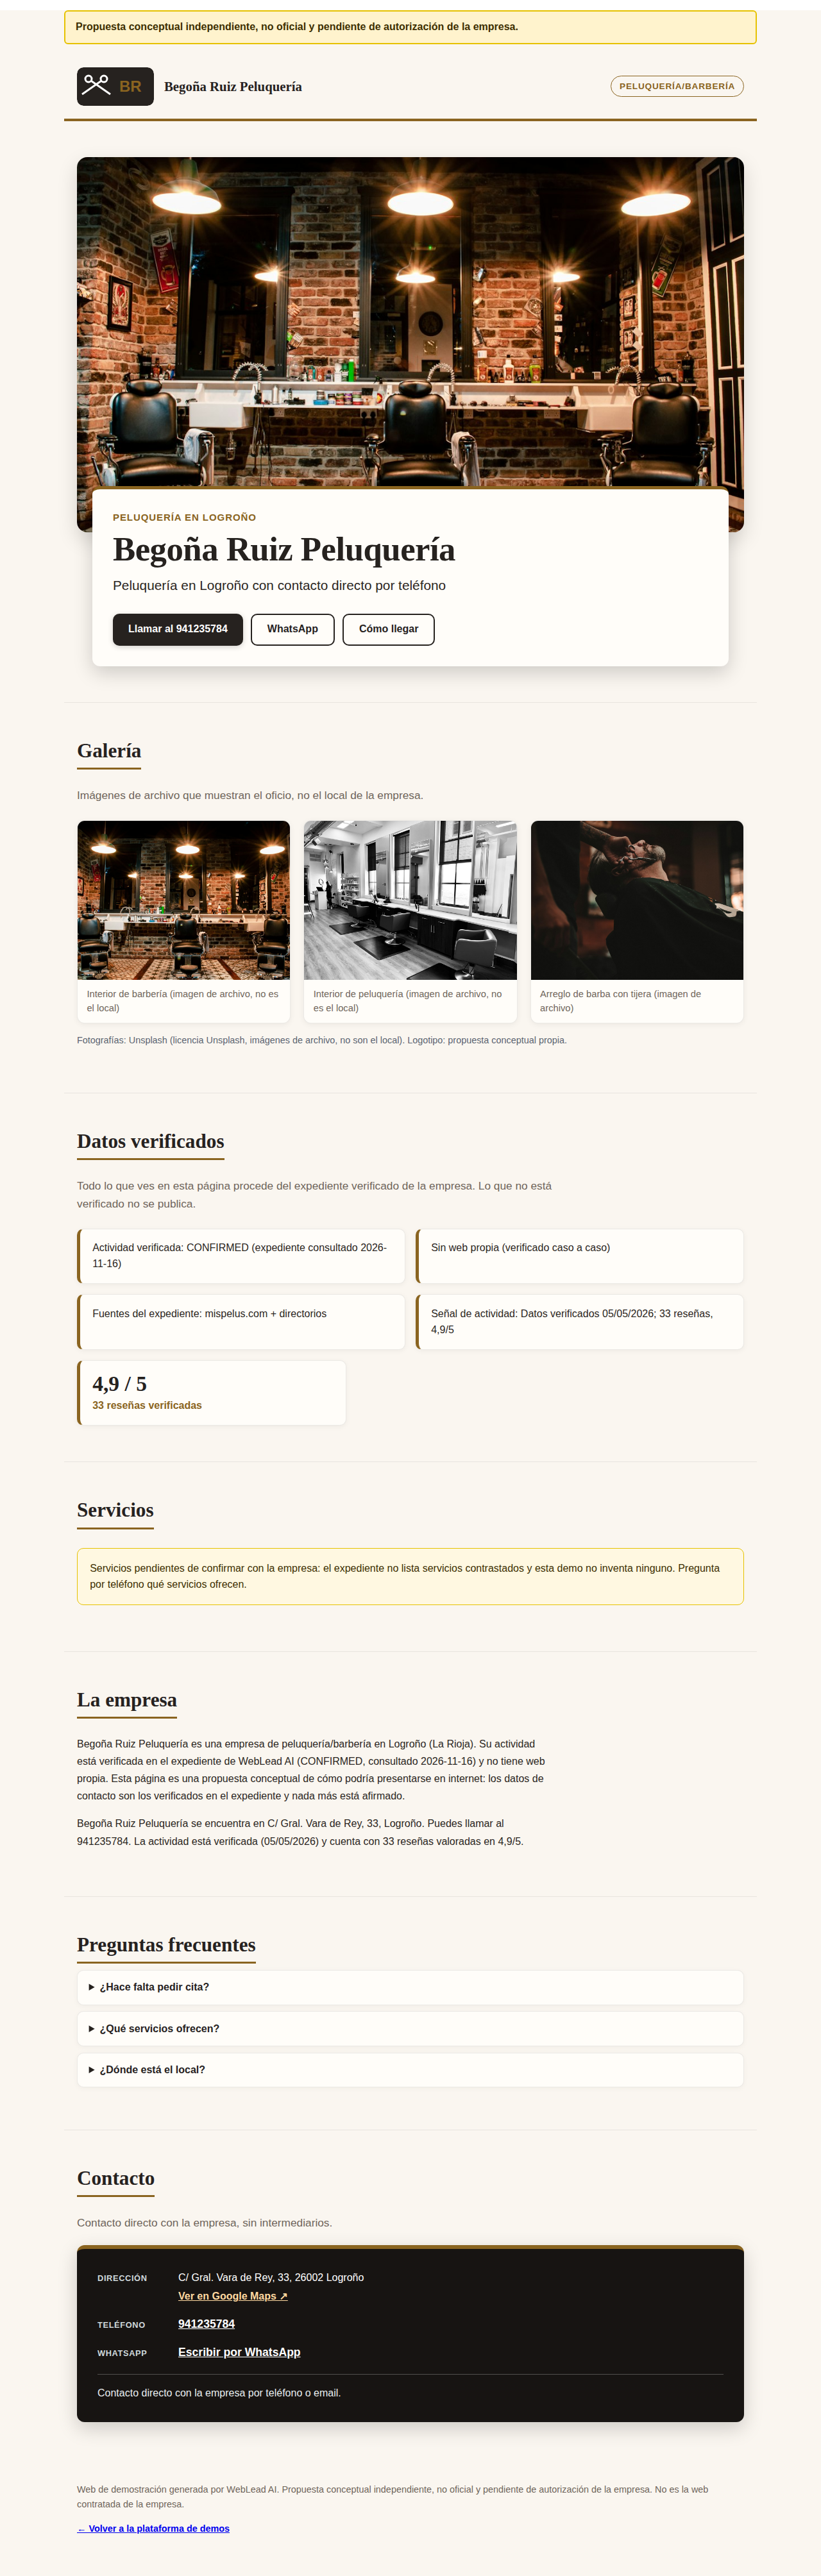 Propuesta conceptual independiente, no oficial y pendiente de autorización de la empresa.
BR
Begoña Ruiz Peluquería
PELUQUERÍA/BARBERÍA
PELUQUERÍA EN LOGROÑO
Begoña Ruiz Peluquería
Peluquería en Logroño con contacto directo por teléfono
Llamar al 941235784
WhatsApp
Cómo llegar
Galería
Imágenes de archivo que muestran el oficio, no el local de la empresa.
Interior de barbería (imagen de archivo, no es
el local)
Interior de peluquería (imagen de archivo, no
es el local)
Arreglo de barba con tijera (imagen de
archivo)
Fotografías: Unsplash (licencia Unsplash, imágenes de archivo, no son el local). Logotipo: propuesta conceptual propia.
Datos verificados
Todo lo que ves en esta página procede del expediente verificado de la empresa. Lo que no está
verificado no se publica.
Actividad verificada: CONFIRMED (expediente consultado 2026-
11-16)
Sin web propia (verificado caso a caso)
Fuentes del expediente: mispelus.com + directorios
Señal de actividad: Datos verificados 05/05/2026; 33 reseñas,
4,9/5
4,9 / 5
33 reseñas verificadas
Servicios
Servicios pendientes de confirmar con la empresa: el expediente no lista servicios contrastados y esta demo no inventa ninguno. Pregunta
por teléfono qué servicios ofrecen.
La empresa
Begoña Ruiz Peluquería es una empresa de peluquería/barbería en Logroño (La Rioja). Su actividad
está verificada en el expediente de WebLead AI (CONFIRMED, consultado 2026-11-16) y no tiene web
propia. Esta página es una propuesta conceptual de cómo podría presentarse en internet: los datos de
contacto son los verificados en el expediente y nada más está afirmado.
Begoña Ruiz Peluquería se encuentra en C/ Gral. Vara de Rey, 33, Logroño. Puedes llamar al
941235784. La actividad está verificada (05/05/2026) y cuenta con 33 reseñas valoradas en 4,9/5.
Preguntas frecuentes
▶ ¿Hace falta pedir cita?
▶ ¿Qué servicios ofrecen?
▶ ¿Dónde está el local?
Contacto
Contacto directo con la empresa, sin intermediarios.
DIRECCIÓN
C/ Gral. Vara de Rey, 33, 26002 Logroño
Ver en Google Maps ↗
TELÉFONO
941235784
WHATSAPP
Escribir por WhatsApp
Contacto directo con la empresa por teléfono o email.
Web de demostración generada por WebLead AI. Propuesta conceptual independiente, no oficial y pendiente de autorización de la empresa. No es la web
contratada de la empresa.
← Volver a la plataforma de demos